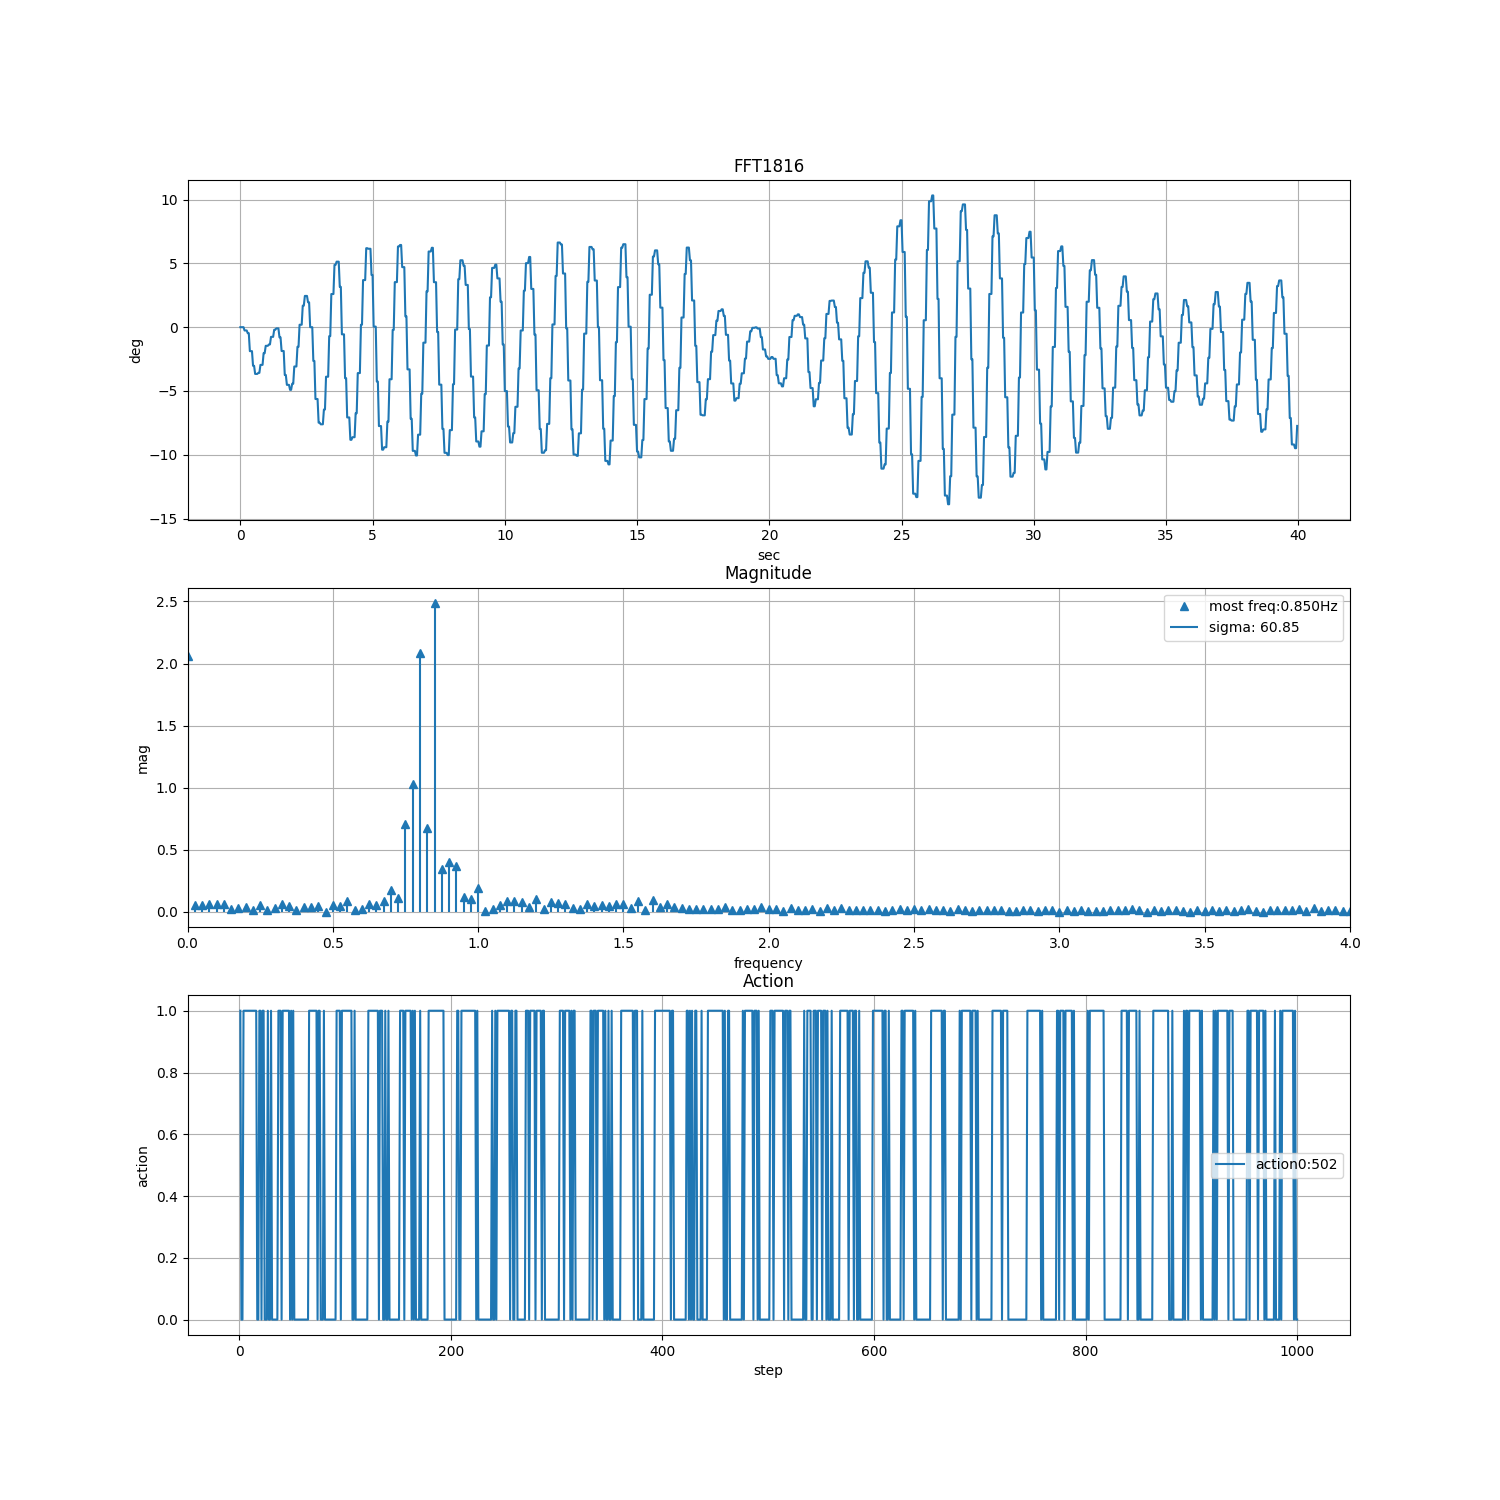 FFT1816
10
5
0
−5
−10
−15
deg
0 5 10 15 20 25 30 35 40
sec
Magnitude
2.5
2.0
1.5
1.0
0.5
0.0
mag
most freq:0.850Hz
sigma: 60.85
0.0 0.5 1.0 1.5 2.0 2.5 3.0 3.5 4.0
frequency
Action
1.0
0.8
0.6
0.4
0.2
0.0
action
action0:502
0 200 400 600 800 1000
step